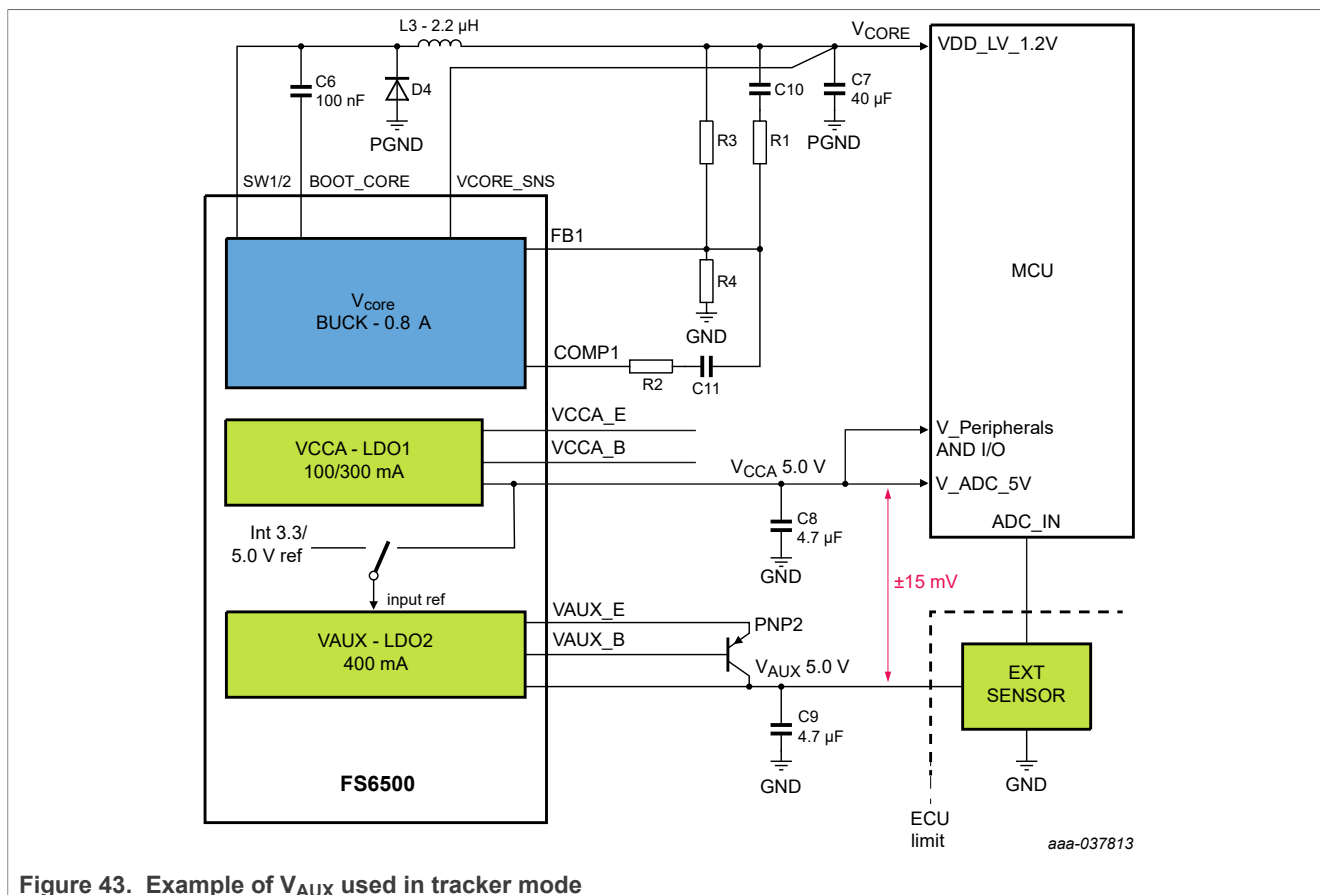 L3 - 2.2 µH
VCORE
VDD_LV_1.2V
C6
100 nF
D4
PGND
C10
C7
40 µF
PGND
R3
R1
SW1/2
BOOT_CORE
VCORE_SNS
FB1
Vcore
BUCK - 0.8 A
R4
GND
MCU
COMP1
R2
C11
VCCA_E
VCCA - LDO1
100/300 mA
VCCA_B
VCCA 5.0 V
V_Peripherals
AND I/O
V_ADC_5V
C8
4.7 µF
GND
ADC_IN
Int 3.3/
5.0 V ref
input ref
±15 mV
VAUX_E
PNP2
VAUX - LDO2
400 mA
VAUX_B
VAUX 5.0 V
EXT
SENSOR
C9
4.7 µF
GND
GND
FS6500
ECU
limit
aaa-037813
Figure 43. Example of VAUX used in tracker mode